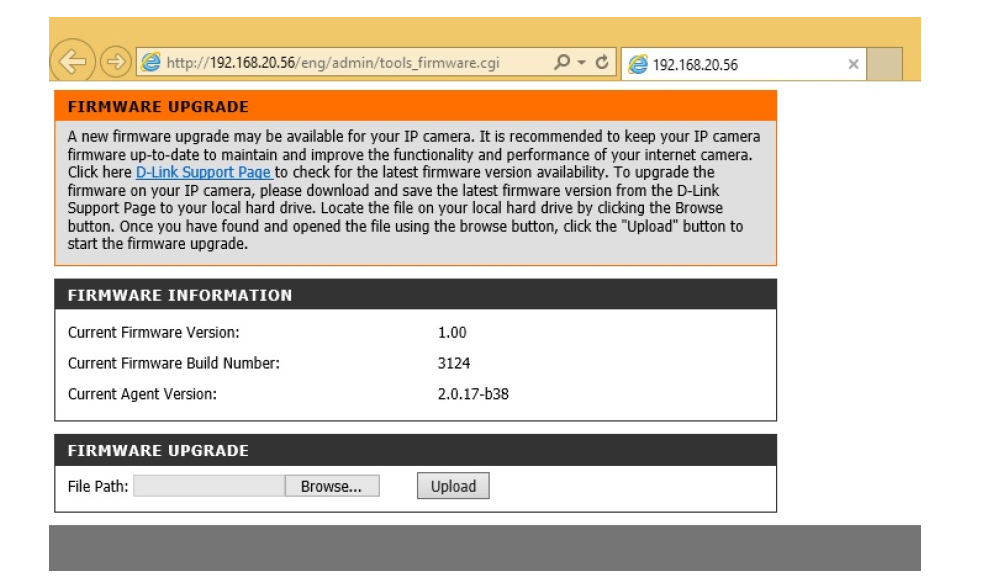 http://192.168.20.56/eng/admin/tools_firmware.cgi
192.168.20.56
FIRMWARE UPGRADE
A new firmware upgrade may be available for your IP camera. It is recommended to keep your IP camera
firmware up-to-date to maintain and improve the functionality and performance of your internet camera.
Click here D-Link Support Page to check for the latest firmware version availability. To upgrade the
firmware on your IP camera, please download and save the latest firmware version from the D-Link
Support Page to your local hard drive. Locate the file on your local hard drive by clicking the Browse
button. Once you have found and opened the file using the browse button, click the "Upload" button to
start the firmware upgrade.
FIRMWARE INFORMATION
Current Firmware Version: 1.00
Current Firmware Build Number: 3124
Current Agent Version: 2.0.17-b38
FIRMWARE UPGRADE
File Path: Browse... Upload